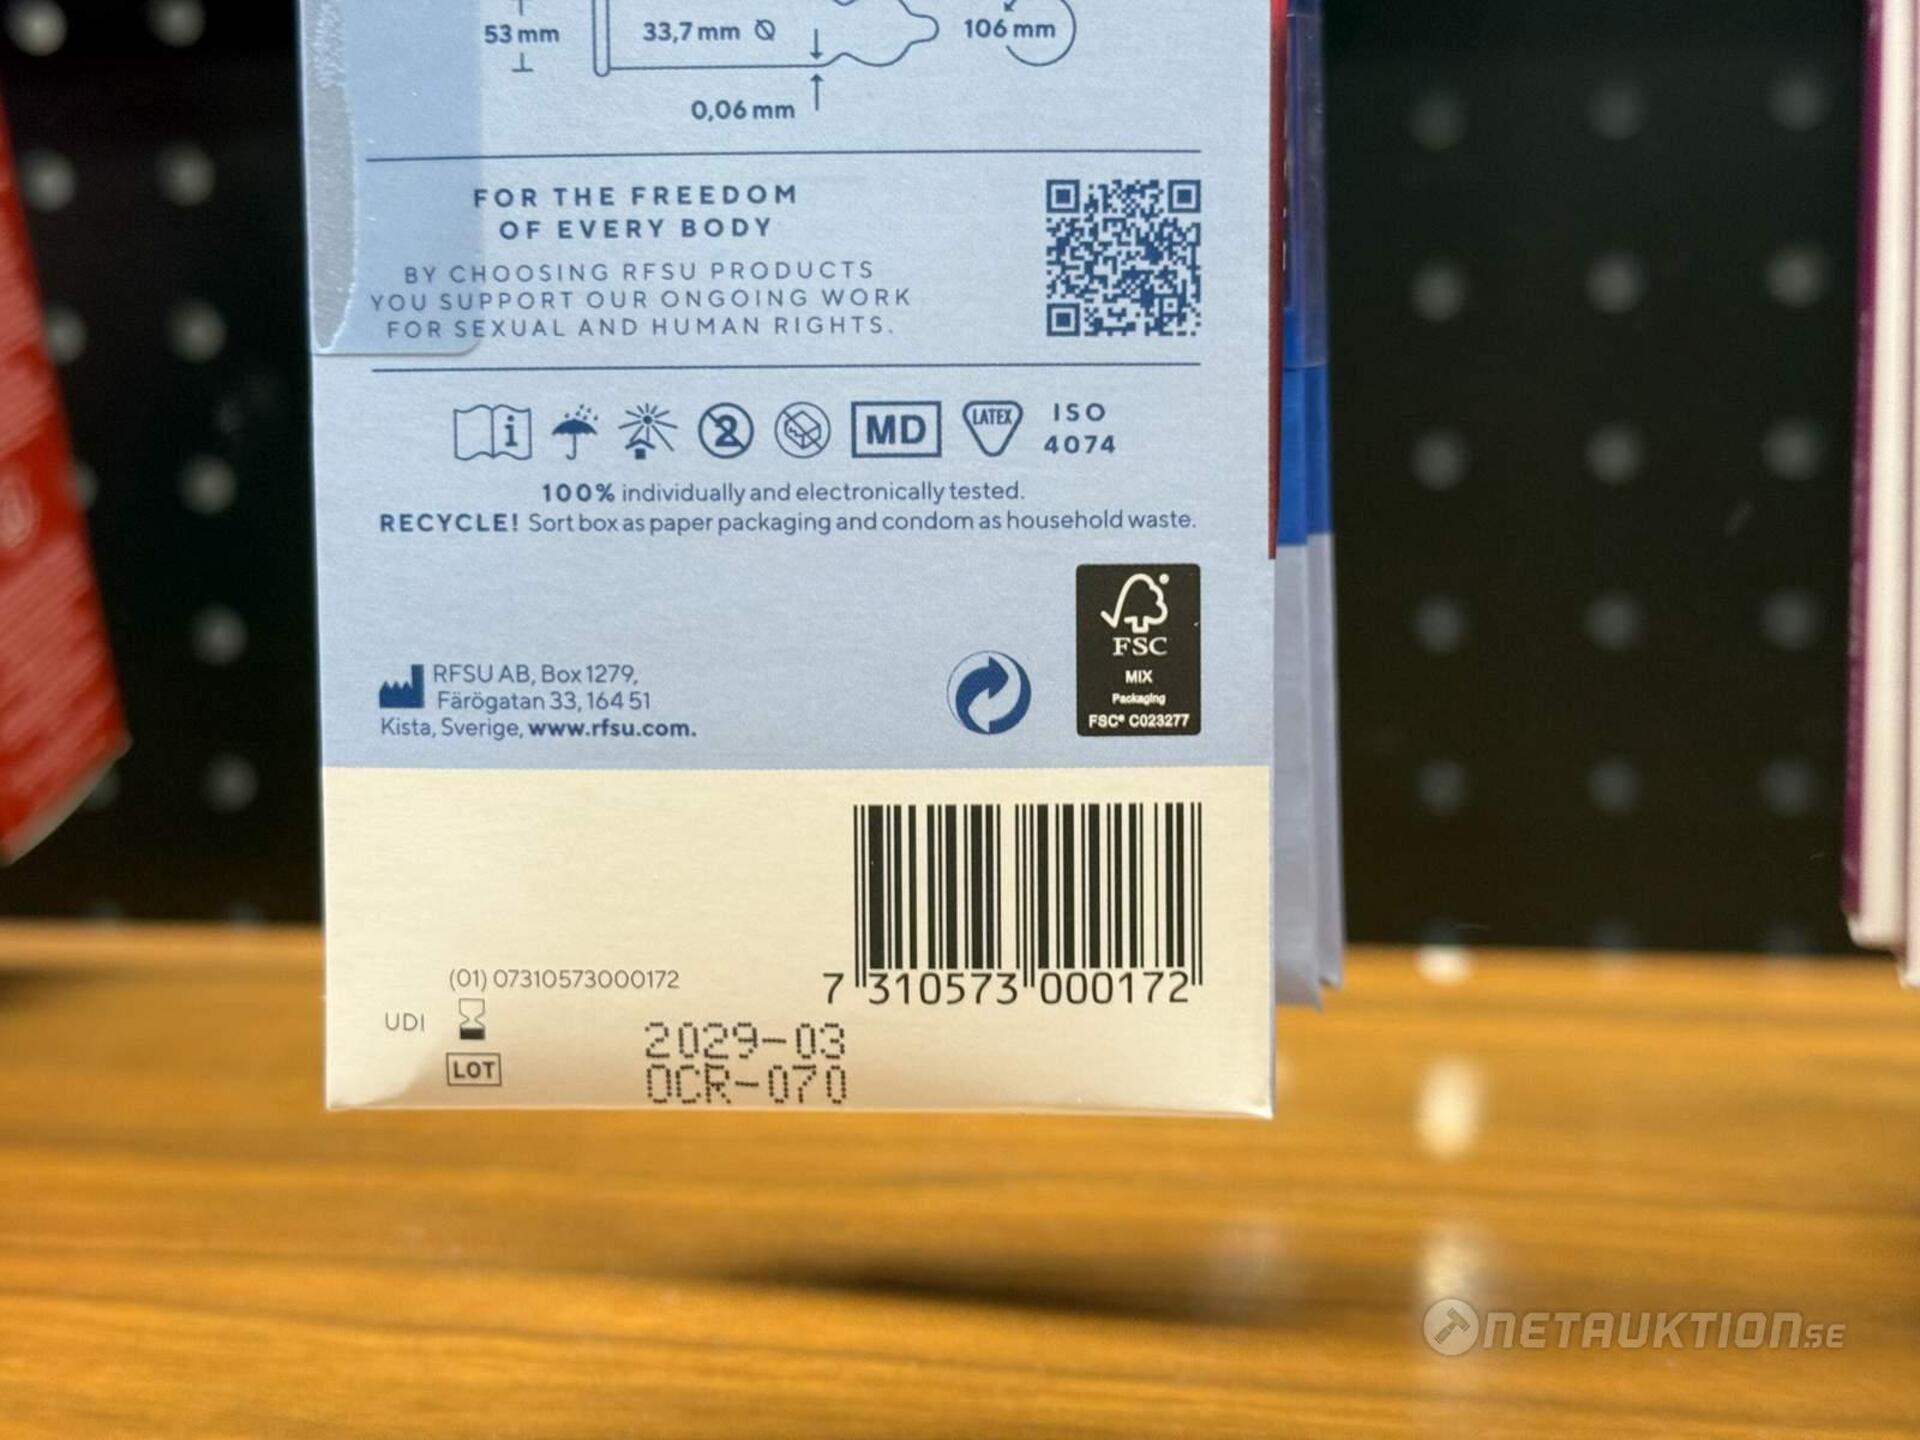 53 mm
33,7 mm
106 mm
0,06 mm
FOR THE FREEDOM
OF EVERY BODY
BY CHOOSING RFSU PRODUCTS
YOU SUPPORT OUR ONGOING WORK
FOR SEXUAL AND HUMAN RIGHTS.
i
2
MD
LATEX
ISO
4074
100% individually and electronically tested.
RECYCLE! Sort box as paper packaging and condom as household waste.
FSC
MIX
Packaging
FSC® C023277
RFSU AB, Box 1279,
Färögatan 33, 164 51
Kista, Sverige, www.rfsu.com.
(01) 07310573000172
7 310573 000172
UDI
LOT
2029-03
OCR-070
NETAUKTION.SE